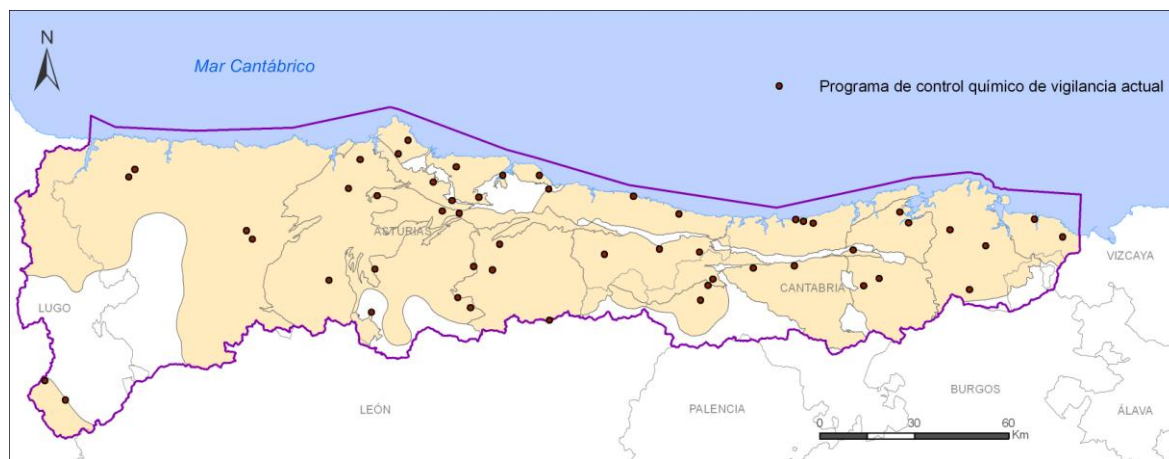 N
Mar Cantábrico
Programa de control químico de vigilancia actual
ASTURIAS
VIZCAYA
CANTABRIA
LUGO
BURGOS
LEÓN
PALENCIA
ÁLAVA
0 30 60
Km